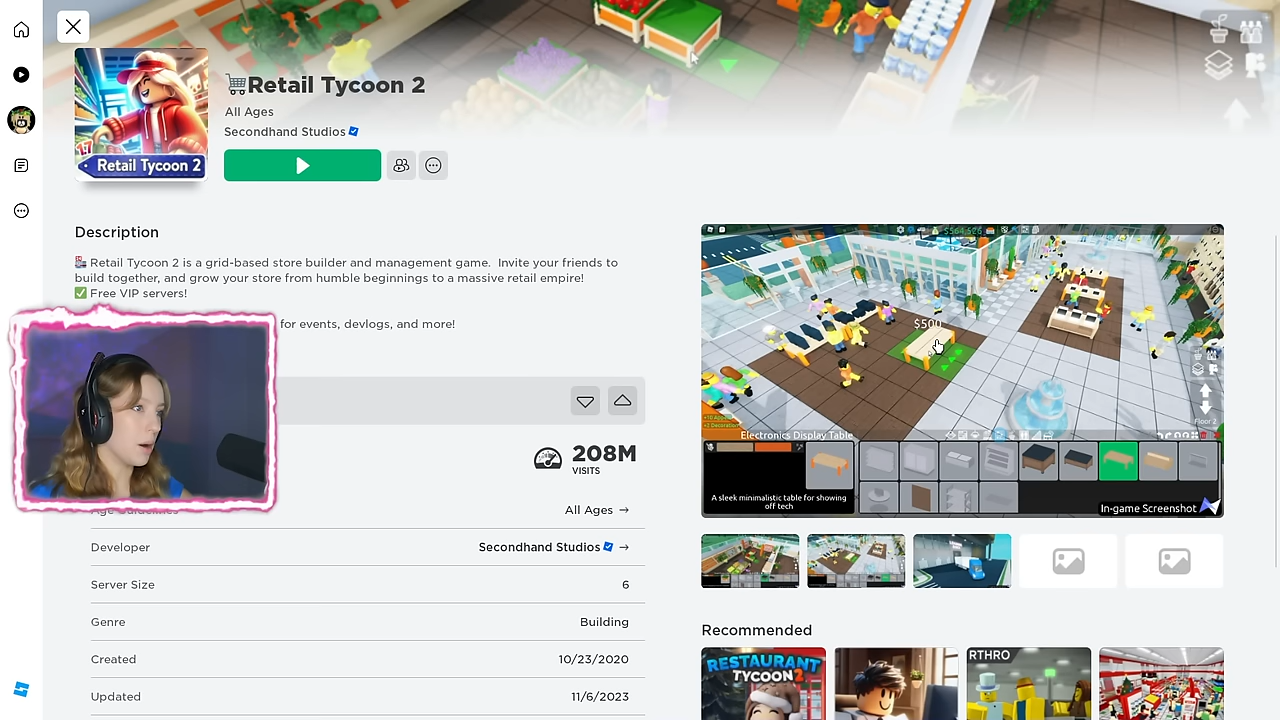 Retail Tycoon 2
All Ages
Secondhand Studios
Retail Tycoon 2
Description
Retail Tycoon 2 is a grid-based store builder and management game. Invite your friends to
build together, and grow your store from humble beginnings to a massive retail empire!
Free VIP servers!
for events, devlogs, and more!
208M
VISITS
Age Guidelines
All Ages →
Developer
Secondhand Studios →
Server Size
6
Genre
Building
Created
10/23/2020
Updated
11/6/2023
$500
Floor 2
Electronics Display Table
A sleek minimalistic table for showing
off tech
In-game Screenshot
Recommended
RESTAURANT
TYCOON 2
RTHRO